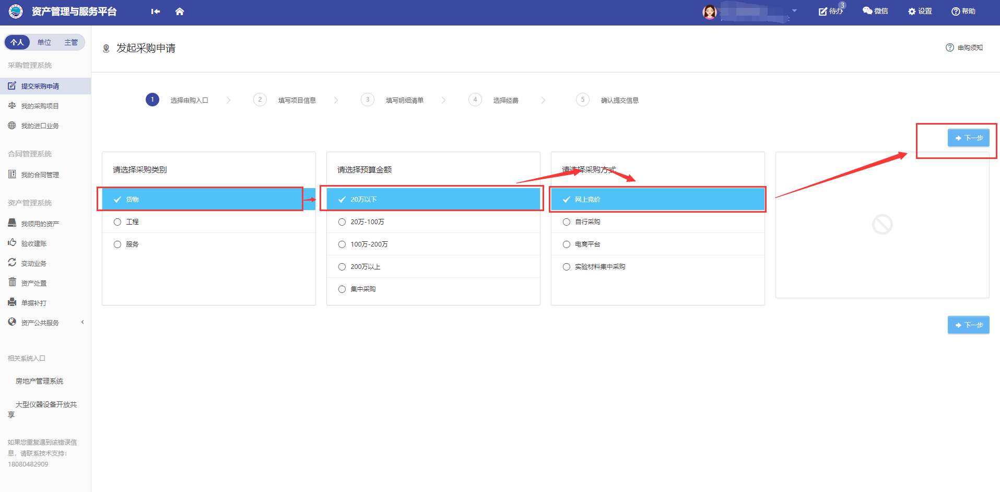 资产管理与服务平台
3
待办
微信
设置
帮助
个人
单位
主管
采购管理系统
提交采购申请
我的采购项目
我的进口业务
合同管理系统
我的合同管理
资产管理系统
我领用的资产
验收建账
变动业务
资产处置
单据补打
资产公共服务
相关系统入口
房地产管理系统
大型仪器设备开放共
享
如果您重复遇到该错误信
息，请联系技术支持：
18080482909
发起采购申请
申购须知
1 选择申购入口
2 填写项目信息
3 填写明细清单
4 选择经费
5 确认提交信息
下一步
请选择采购类别
货物
工程
服务
请选择预算金额
20万以下
20万-100万
100万-200万
200万以上
集中采购
请选择采购方式
网上竞价
自行采购
电商平台
实验材料集中采购
下一步